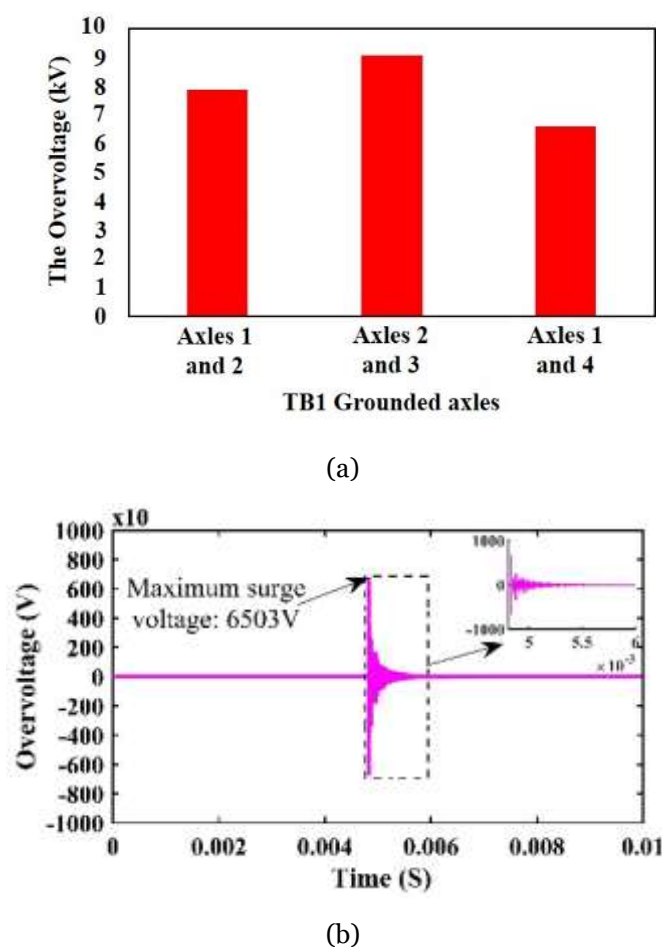 The Overvoltage (kV)
10
9
8
7
6
5
4
3
2
1
0
Axles 1
and 2
Axles 2
and 3
Axles 1
and 4
TB1 Grounded axles
(a)
x10
Overvoltage (V)
1000
800
600
400
200
0
-200
-400
-600
-800
-1000
Maximum surge
voltage: 6503V
1000
0
-1000
5
5.5
6
×10⁻³
0
0.002
0.004
0.006
0.008
0.01
Time (S)
(b)